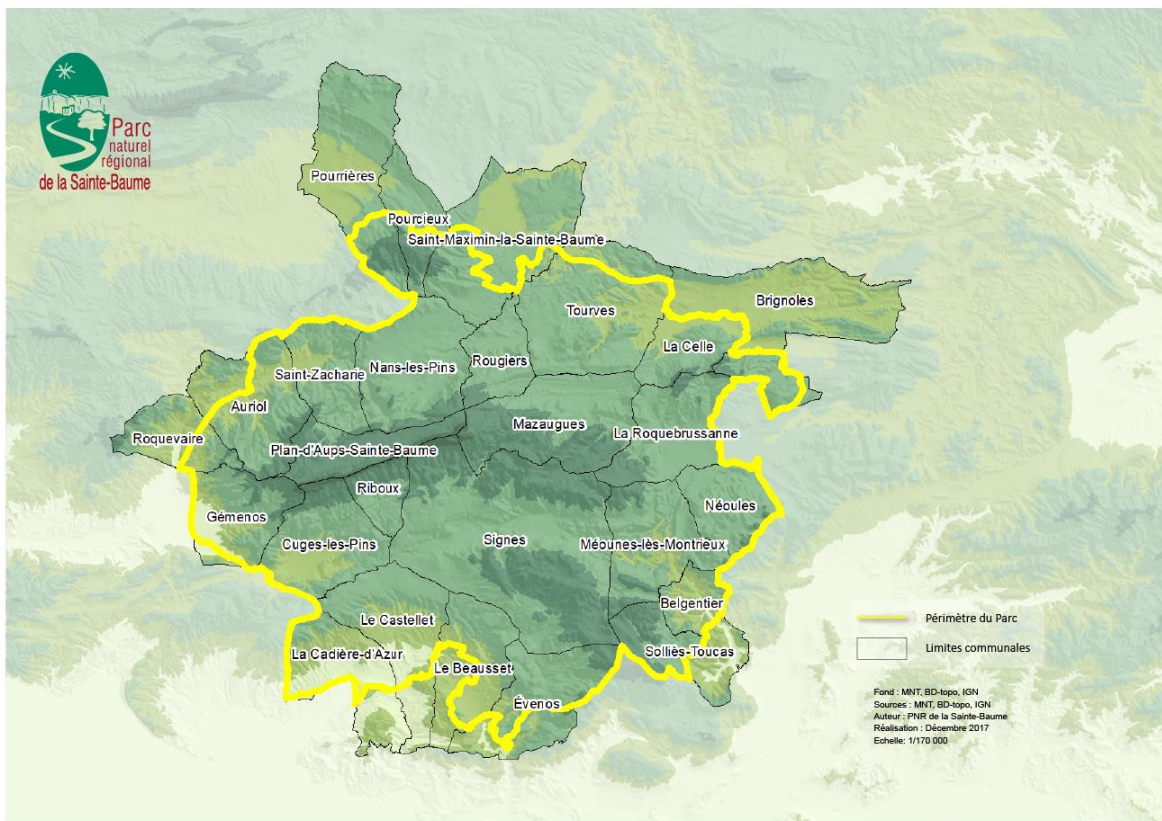 Parc
naturel
régional
de la Sainte-Baume
Pourrières
Pourcieux
Saint-Maximin-la-Sainte-Baume
Brignoles
Tourves
La Celle
Rougiers
Nans-les-Pins
Saint-Zacharie
Auriol
Mazaugues
La Roquebrussanne
Roquevaire
Plan-d'Aups-Sainte-Baume
Riboux
Néoules
Gémenos
Signes
Cuges-les-Pins
Méounes-lès-Montrieux
Belgentier
Le Castellet
La Cadière-d'Azur
Solliès-Toucas
Le Beausset
Évenos
Périmètre du Parc
Limites communales
Fond : MNT, BD-topo, IGN
Sources : MNT, BD-topo, IGN
Auteur : PNR de la Sainte-Baume
Réalisation : Décembre 2017
Echelle: 1/170 000